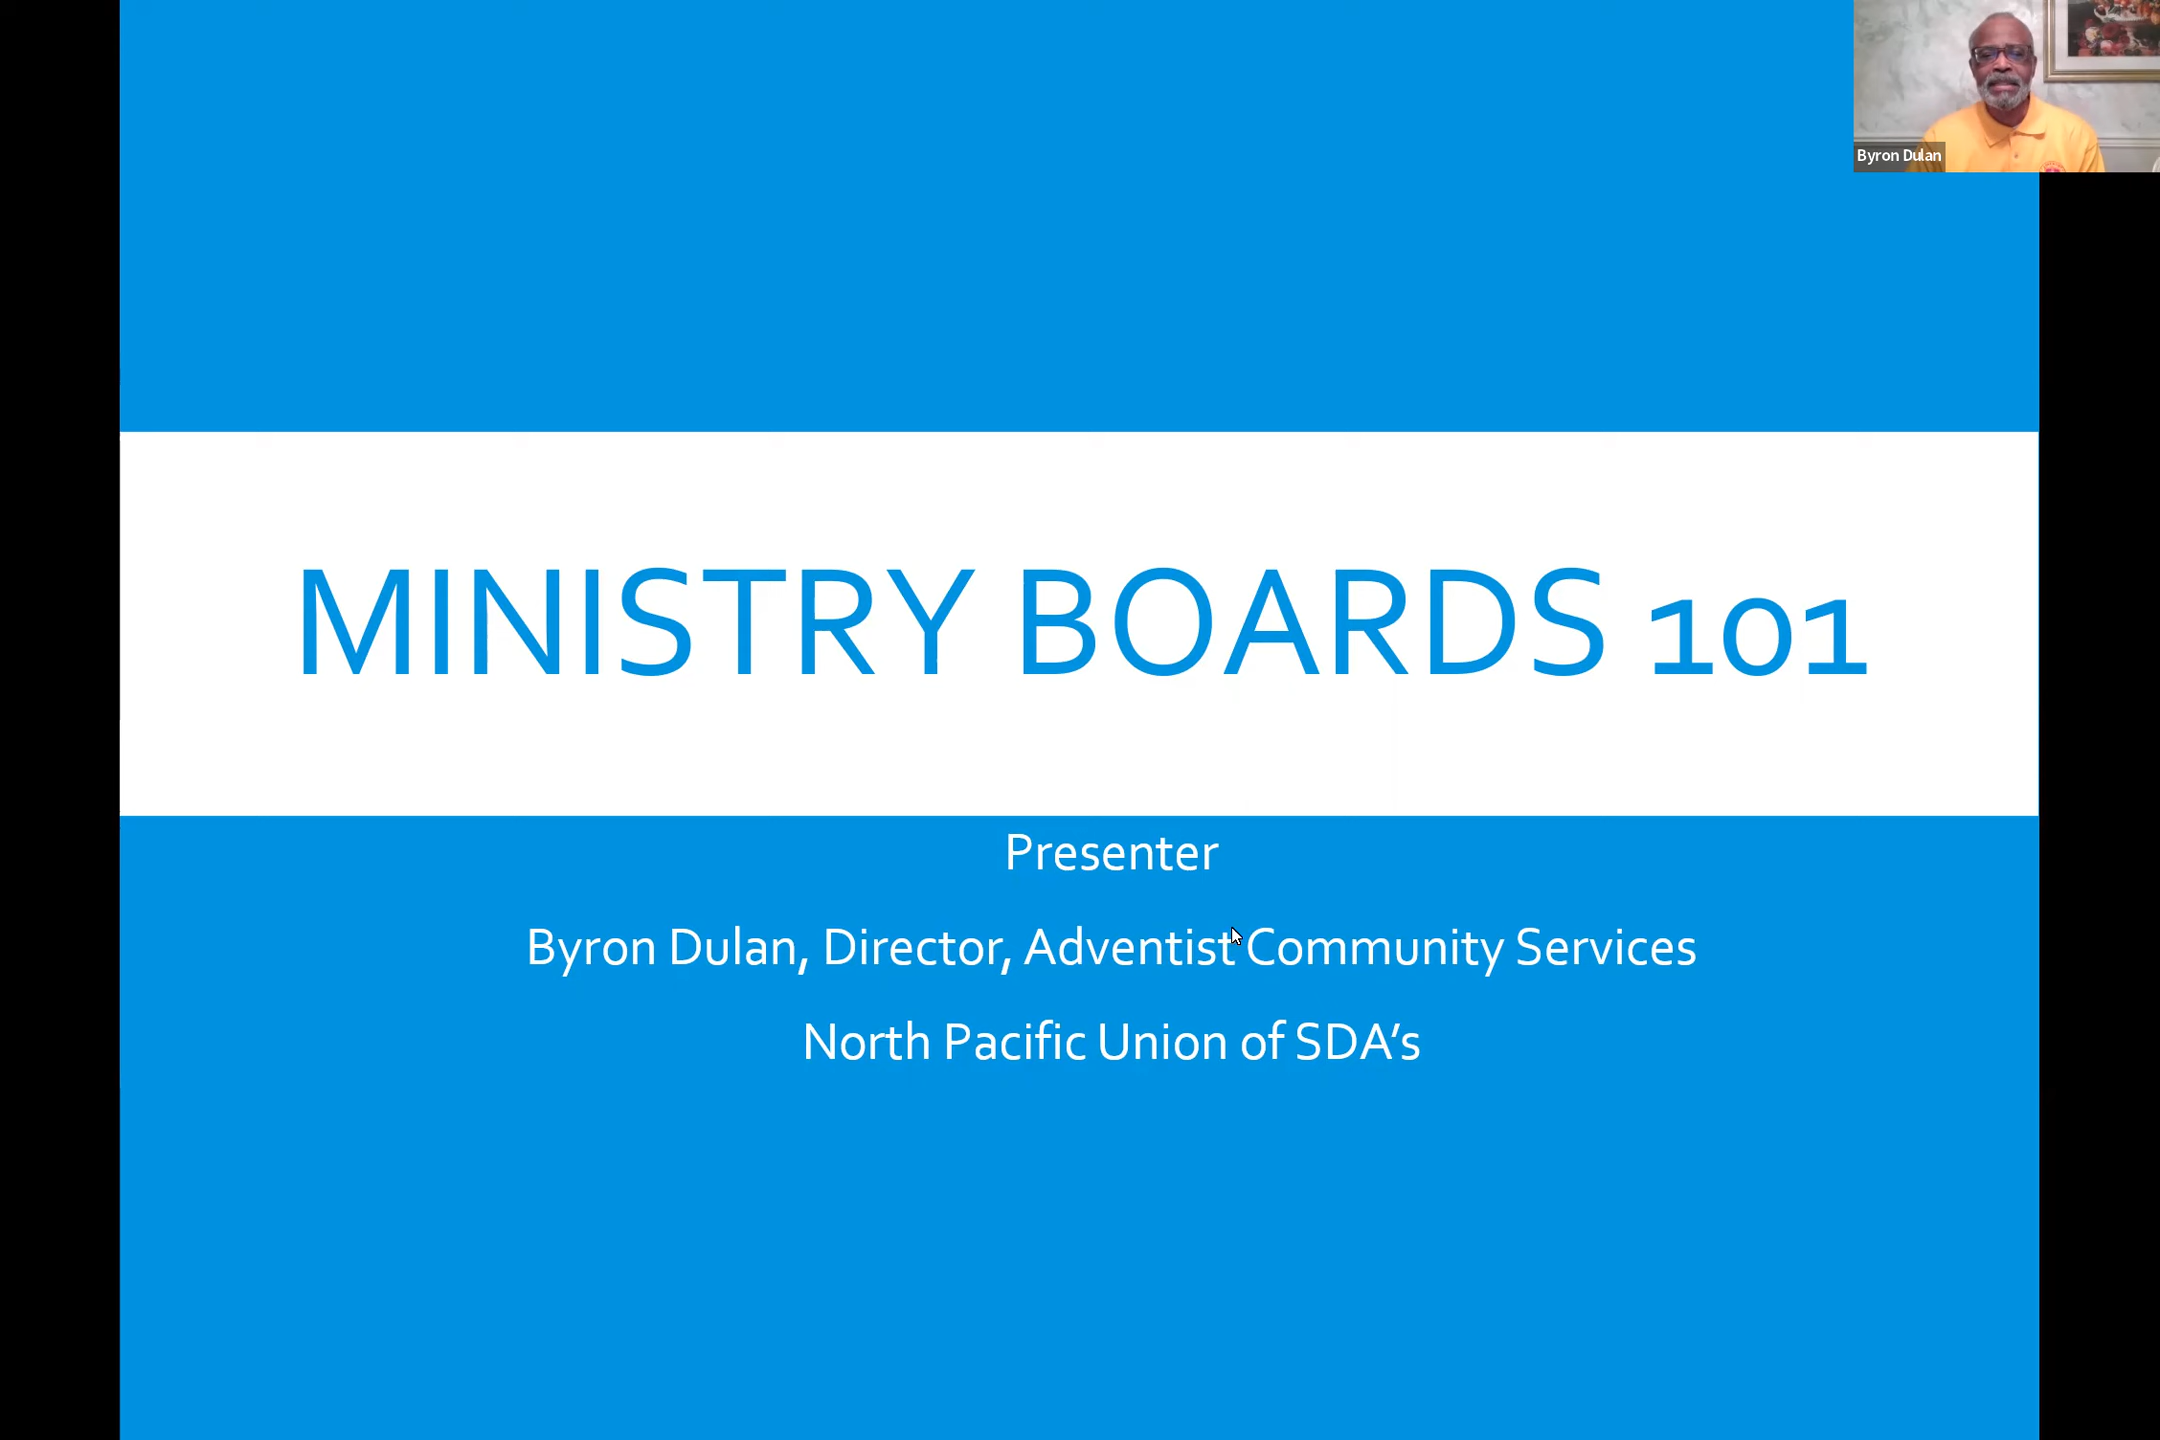 Byron Dulan
MINISTRY BOARDS 101
Presenter
Byron Dulan, Director, Adventist Community Services
North Pacific Union of SDA’s